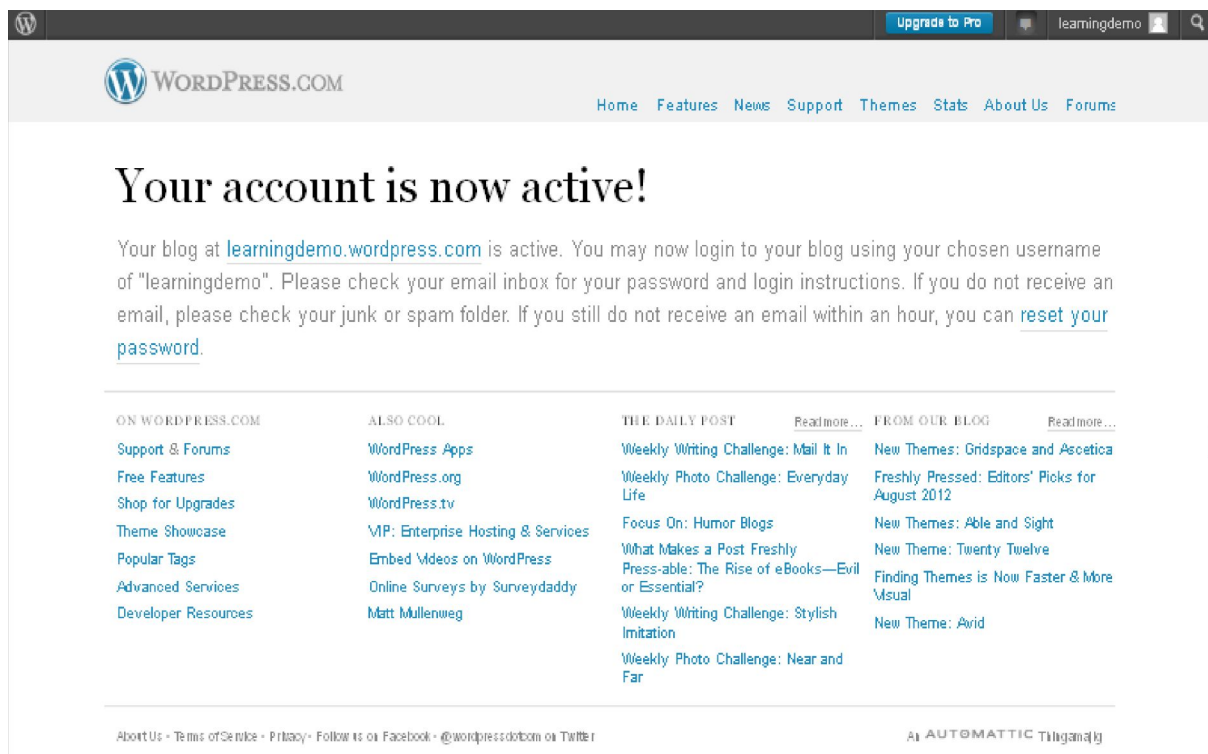 Upgrade to Pro learningdemo
WORDPRESS.COM
Home Features News Support Themes Stats About Us Forums
Your account is now active!
Your blog at learningdemo.wordpress.com is active. You may now login to your blog using your chosen username
of "learningdemo". Please check your email inbox for your password and login instructions. If you do not receive an
email, please check your junk or spam folder. If you still do not receive an email within an hour, you can reset your
password.
ON WORDPRESS.COM
Support & Forums
Free Features
Shop for Upgrades
Theme Showcase
Popular Tags
Advanced Services
Developer Resources
ALSO COOL
WordPress Apps
WordPress.org
WordPress.tv
VIP: Enterprise Hosting & Services
Embed Videos on WordPress
Online Surveys by Surveydaddy
Matt Mullenweg
THE DAILY POST Read more...
Weekly Writing Challenge: Mail It In
Weekly Photo Challenge: Everyday
Life
Focus On: Humor Blogs
What Makes a Post Freshly
Press-able: The Rise of eBooks—Evil
or Essential?
Weekly Writing Challenge: Stylish
Imitation
Weekly Photo Challenge: Near and
Far
FROM OUR BLOG Read more...
New Themes: Gridspace and Ascetica
Freshly Pressed: Editors' Picks for
August 2012
New Themes: Able and Sight
New Theme: Twenty Twelve
Finding Themes is Now Faster & More
Visual
New Theme: Avid
About Us • Terms of Service • Privacy • Follow us on Facebook • @wordpressdotcom on Twitter
An AUTOMATTIC Thingamajig